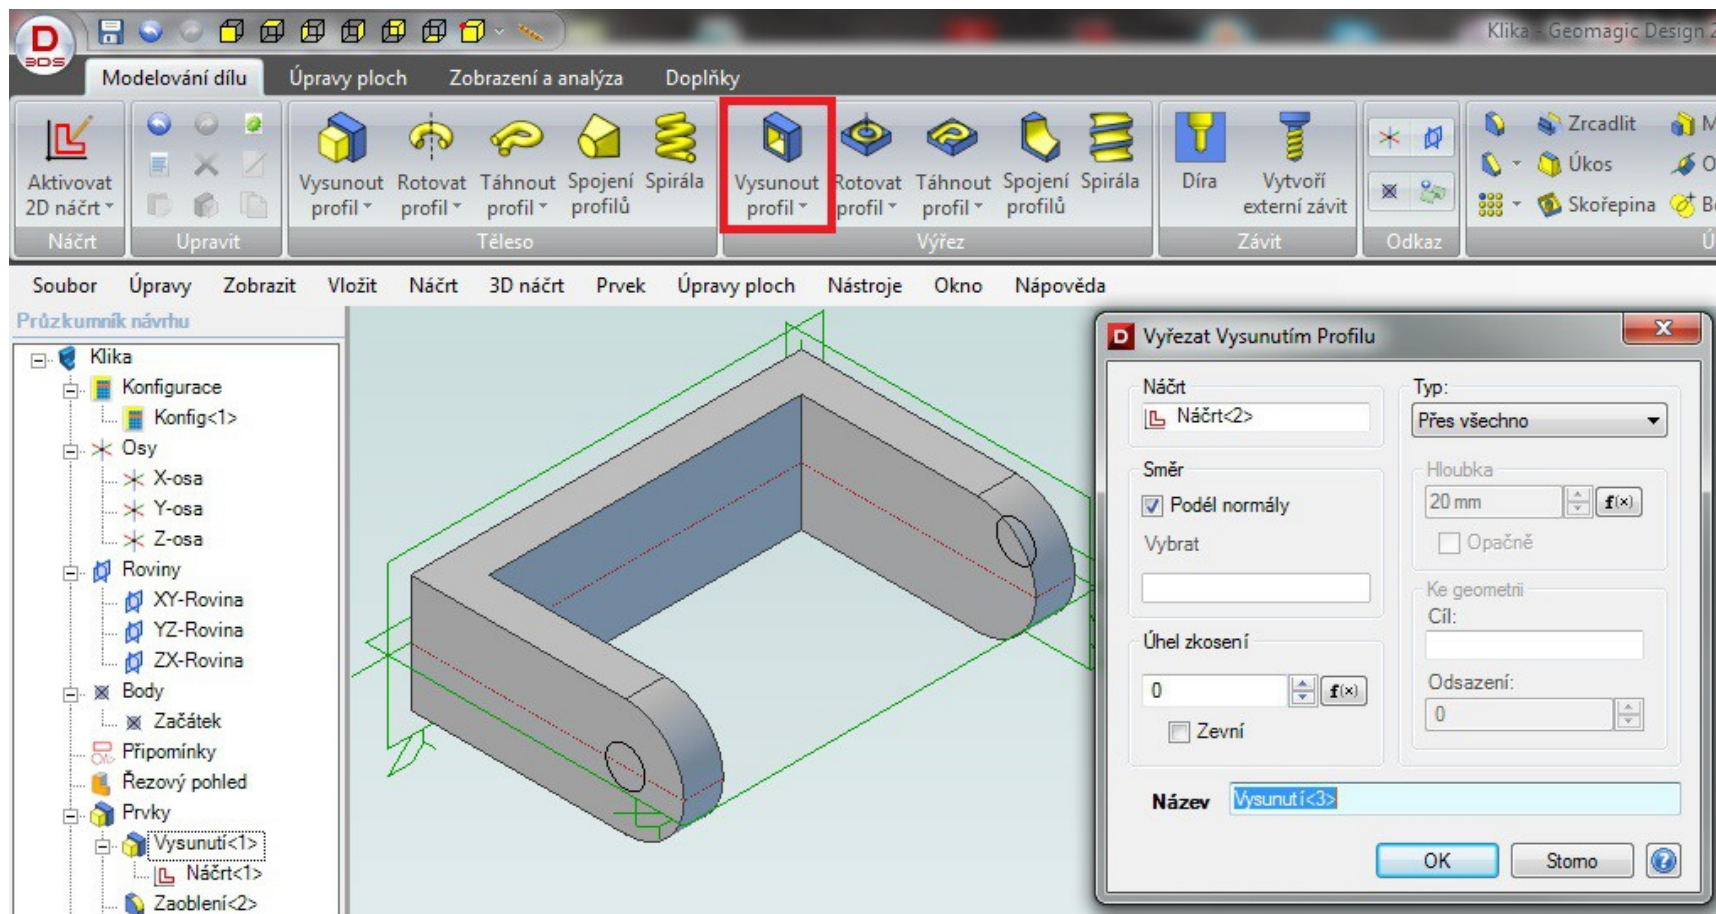 D
3DS
Klika - Geomagic Design 2
Modelování dílu
Úpravy ploch
Zobrazení a analýza
Doplňky
Aktivovat
2D náčrt
Vysunout
profil
Rotovat
profil
Táhnout
profil
Spojení
profilů
Spirála
Vysunout
profil
Rotovat
profil
Táhnout
profil
Spojení
profilů
Spirála
Díra
Vytvoří
externí závit
Zrcadlit
Úkos
Skořepina
Náčrt
Upravit
Těleso
Výřez
Závit
Odkaz
Soubor Úpravy Zobrazit Vložit Náčrt 3D náčrt Prvek Úpravy ploch Nástroje Okno Nápověda
Průzkumník návrhu
Klika
Konfigurace
Konfig<1>
Osy
X-osa
Y-osa
Z-osa
Roviny
XY-Rovina
YZ-Rovina
ZX-Rovina
Body
Začátek
Připomínky
Řezový pohled
Prvky
Vysunutí<1>
Náčrt<1>
Zaoblení<2>
D Vyřezat Vysunutím Profilu
X
Náčrt
Náčrt<2>
Směr
Podél normály
Vybrat
Úhel zkosení
0
f(x)
Zevní
Typ:
Přes všechno
Hloubka
20 mm
f(x)
Opačně
Ke geometrii
Cíl:
Odsazení:
0
Název Vysunutí<3>
OK Storno ?